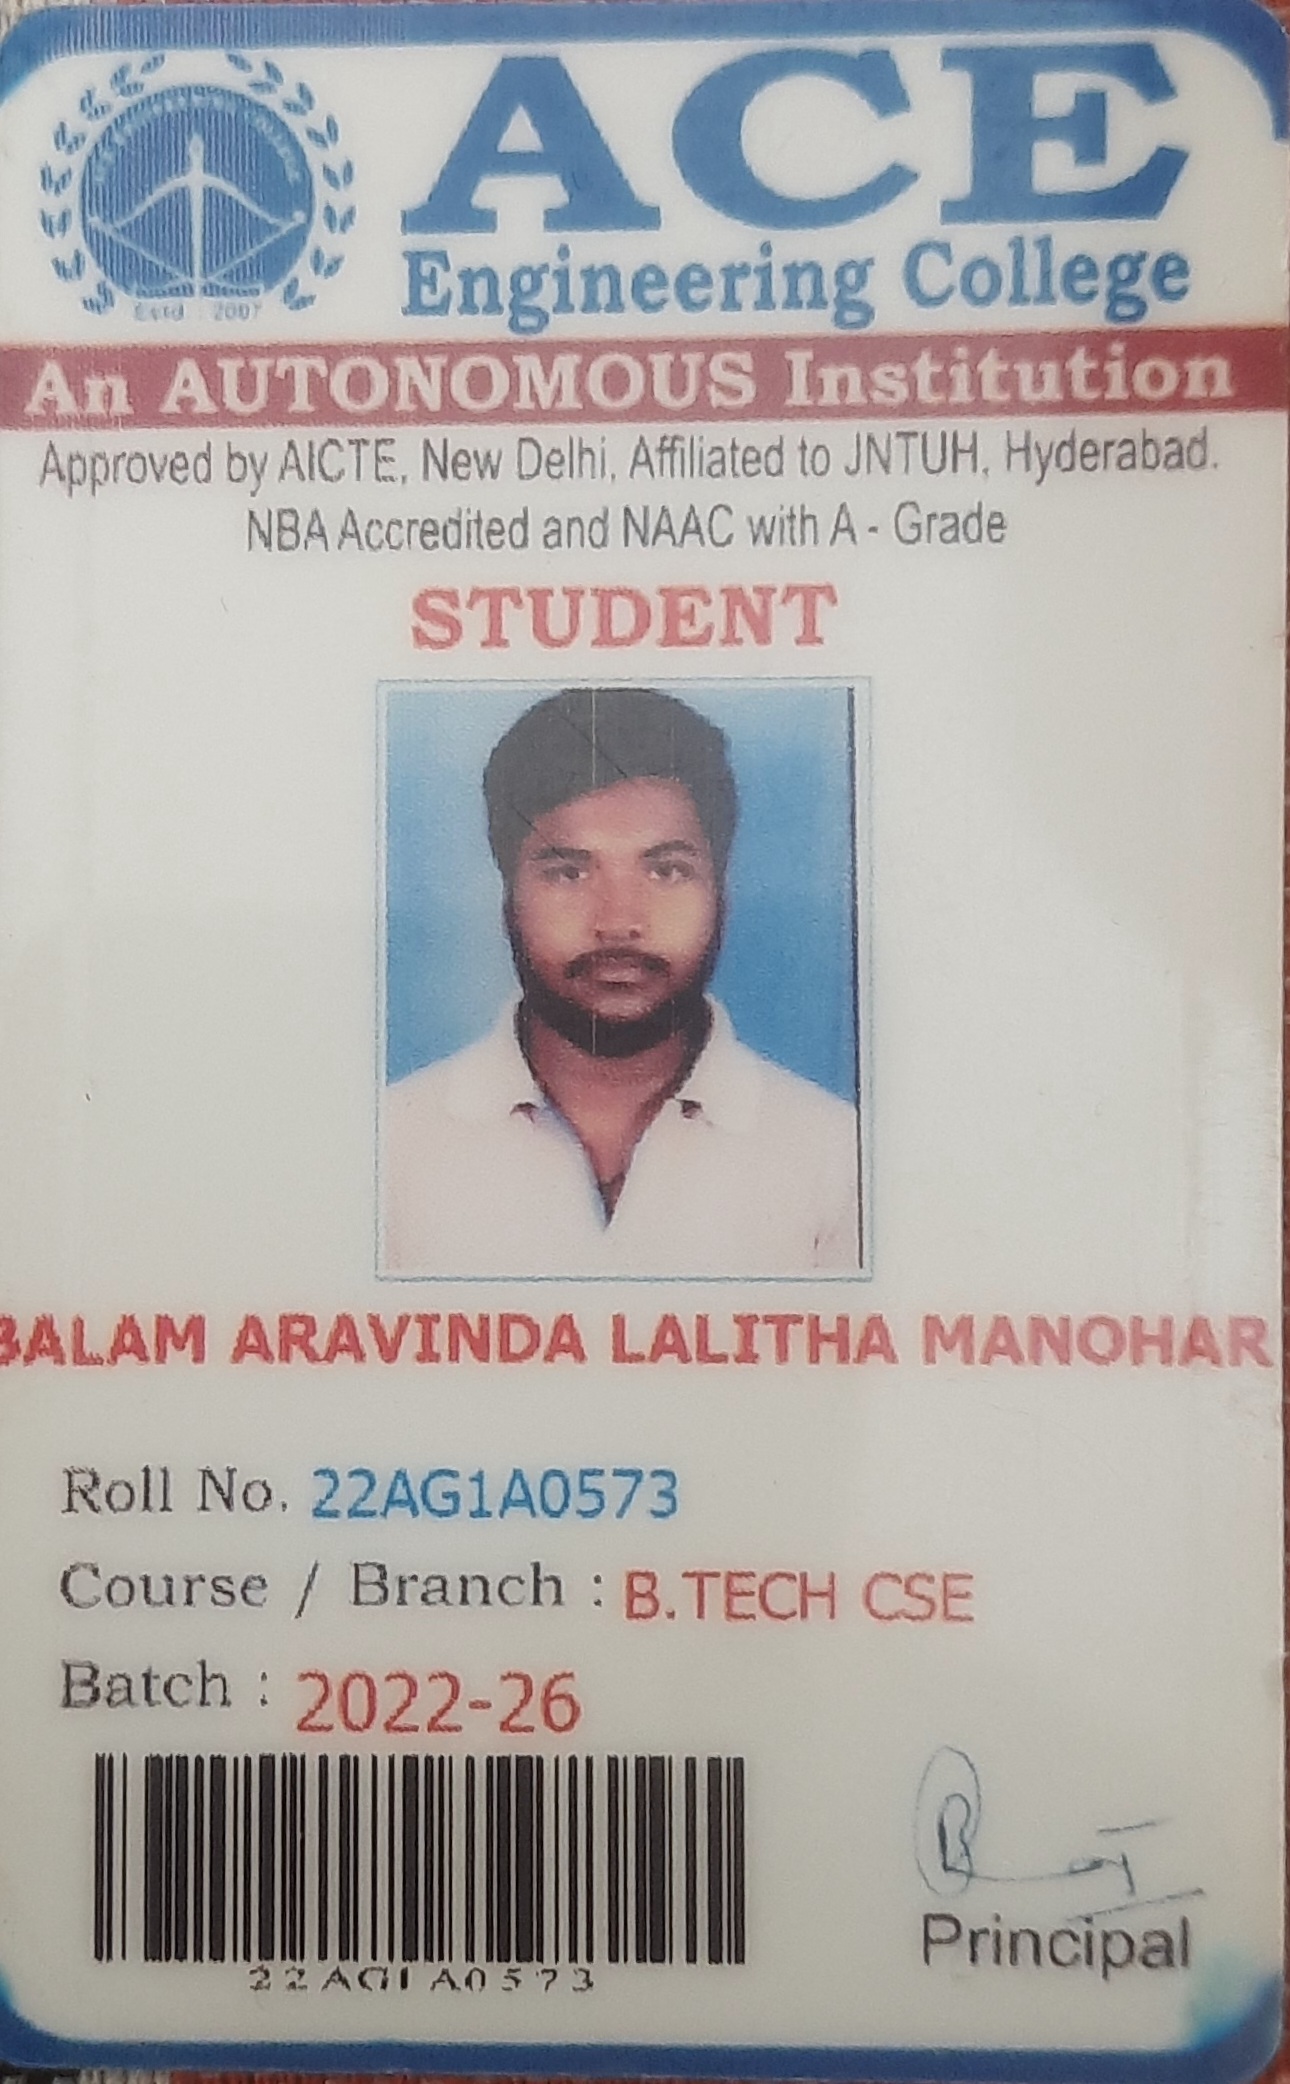 ACE
Engineering College
Estd : 2007
An AUTONOMOUS Institution
Approved by AICTE, New Delhi, Affiliated to JNTUH, Hyderabad.
NBA Accredited and NAAC with A - Grade
STUDENT
BALAM ARAVINDA LALITHA MANOHAR
Roll No. 22AG1A0573
Course / Branch : B.TECH CSE
Batch : 2022-26
22AG1A0573
Principal